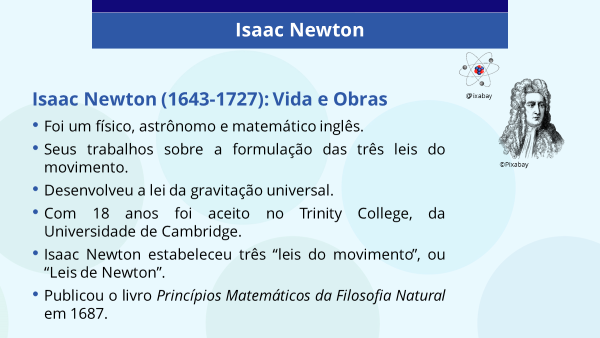 Isaac Newton
@Pixabay
Isaac Newton (1643-1727): Vida e Obras
©Pixabay
• Foi um físico, astrônomo e matemático inglês.
• Seus trabalhos sobre a formulação das três leis do
movimento.
• Desenvolveu a lei da gravitação universal.
• Com 18 anos foi aceito no Trinity College, da
Universidade de Cambridge.
• Isaac Newton estabeleceu três “leis do movimento”, ou
“Leis de Newton”.
• Publicou o livro Princípios Matemáticos da Filosofia Natural
em 1687.